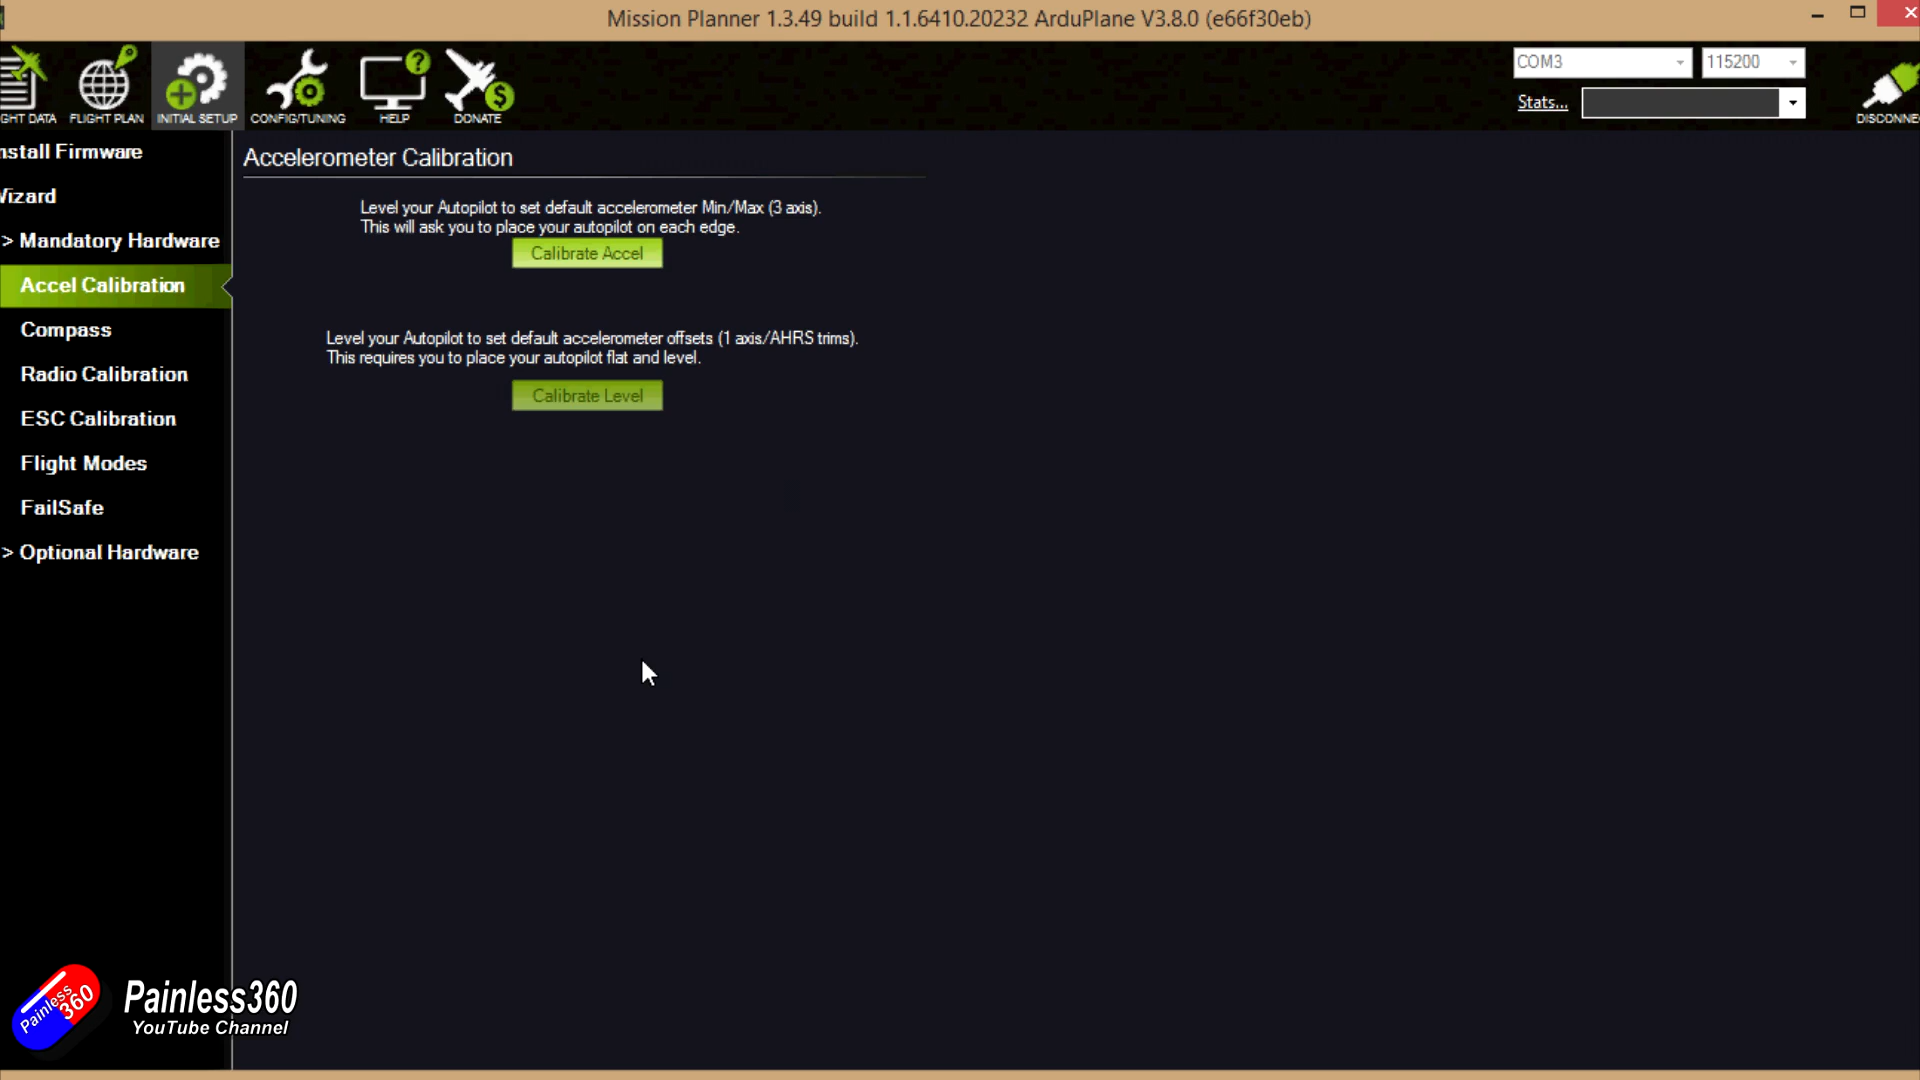 Mission Planner 1.3.49 build 1.1.6410.20232 ArduPlane V3.8.0 (e66f30eb)
GHT DATA
FLIGHT PLAN
INITIAL SETUP
CONFIG/TUNING
HELP
DONATE
COM3
115200
Stats...
DISCONNE
nstall Firmware
Wizard
> Mandatory Hardware
Accel Calibration
Compass
Radio Calibration
ESC Calibration
Flight Modes
FailSafe
> Optional Hardware
Accelerometer Calibration
Level your Autopilot to set default accelerometer Min/Max (3 axis).
This will ask you to place your autopilot on each edge.
Calibrate Accel
Level your Autopilot to set default accelerometer offsets (1 axis/AHRS trims).
This requires you to place your autopilot flat and level.
Calibrate Level
Painless
360
Painless360
YouTube Channel